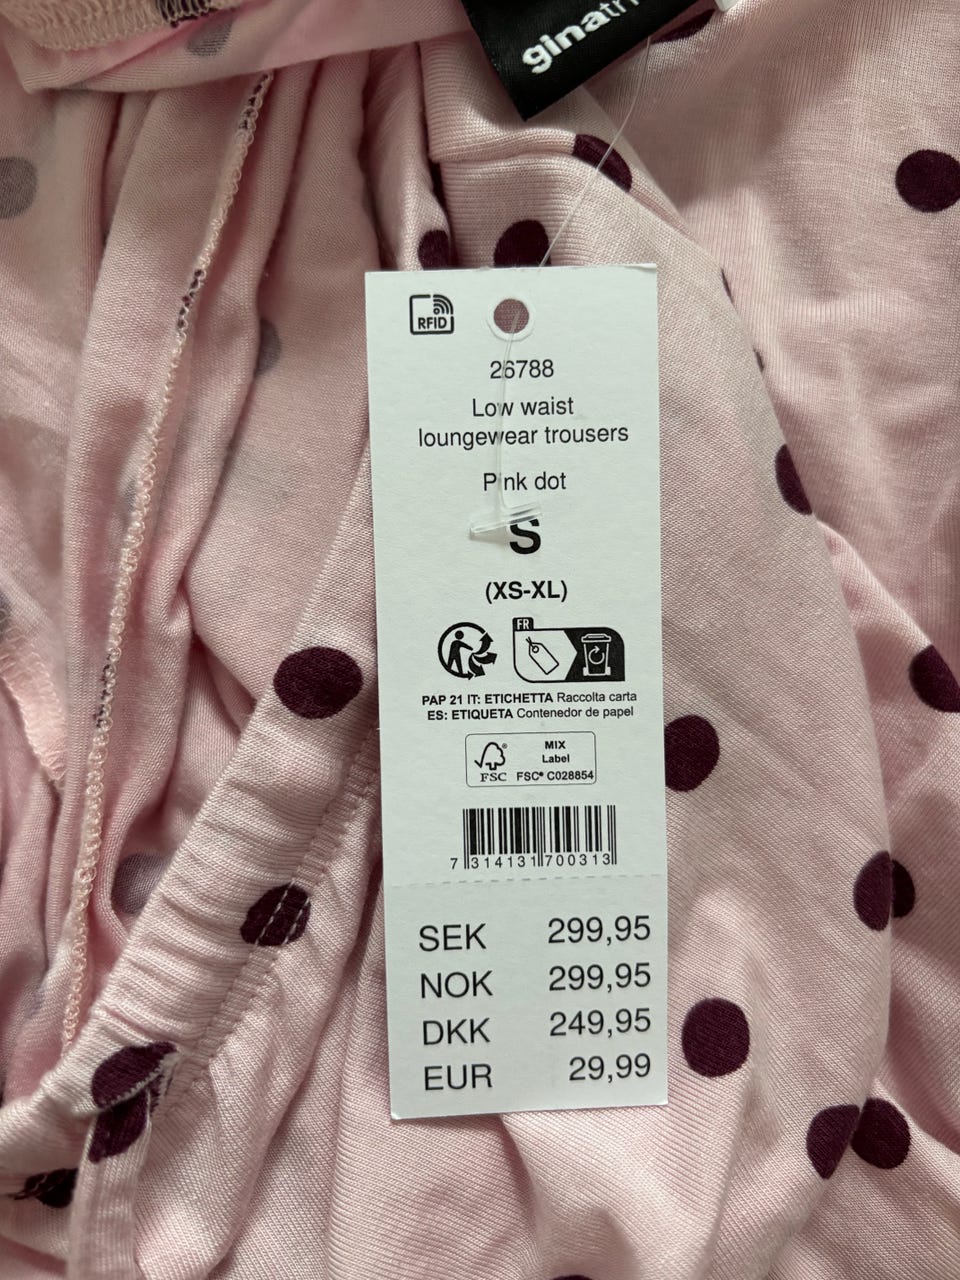 gina
RFID
26788
Low waist
loungewear trousers
Pink dot
S
(XS-XL)
FR
PAP 21 IT: ETICHETTA Raccolta carta
ES: ETIQUETA Contenedor de papel
MIX
Label
FSC® C028854
FSC
7 314131 700313
SEK 299,95
NOK 299,95
DKK 249,95
EUR 29,99